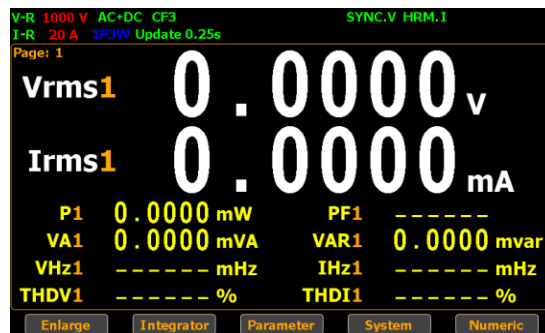 V-R 1000 V AC+DC CF3 SYNC.V HRM.I
I-R 20 A 1P3W Update 0.25s
Page: 1
Vrms1 0.0000 V
Irms1 0.0000 mA
P1 0.0000 mW PF1 ------
VA1 0.0000 mVA VAR1 0.0000 mvar
VHz1 ------ mHz IHz1 ------ mHz
THDV1 ------ % THDI1 ------ %
Enlarge Integrator Parameter System Numeric